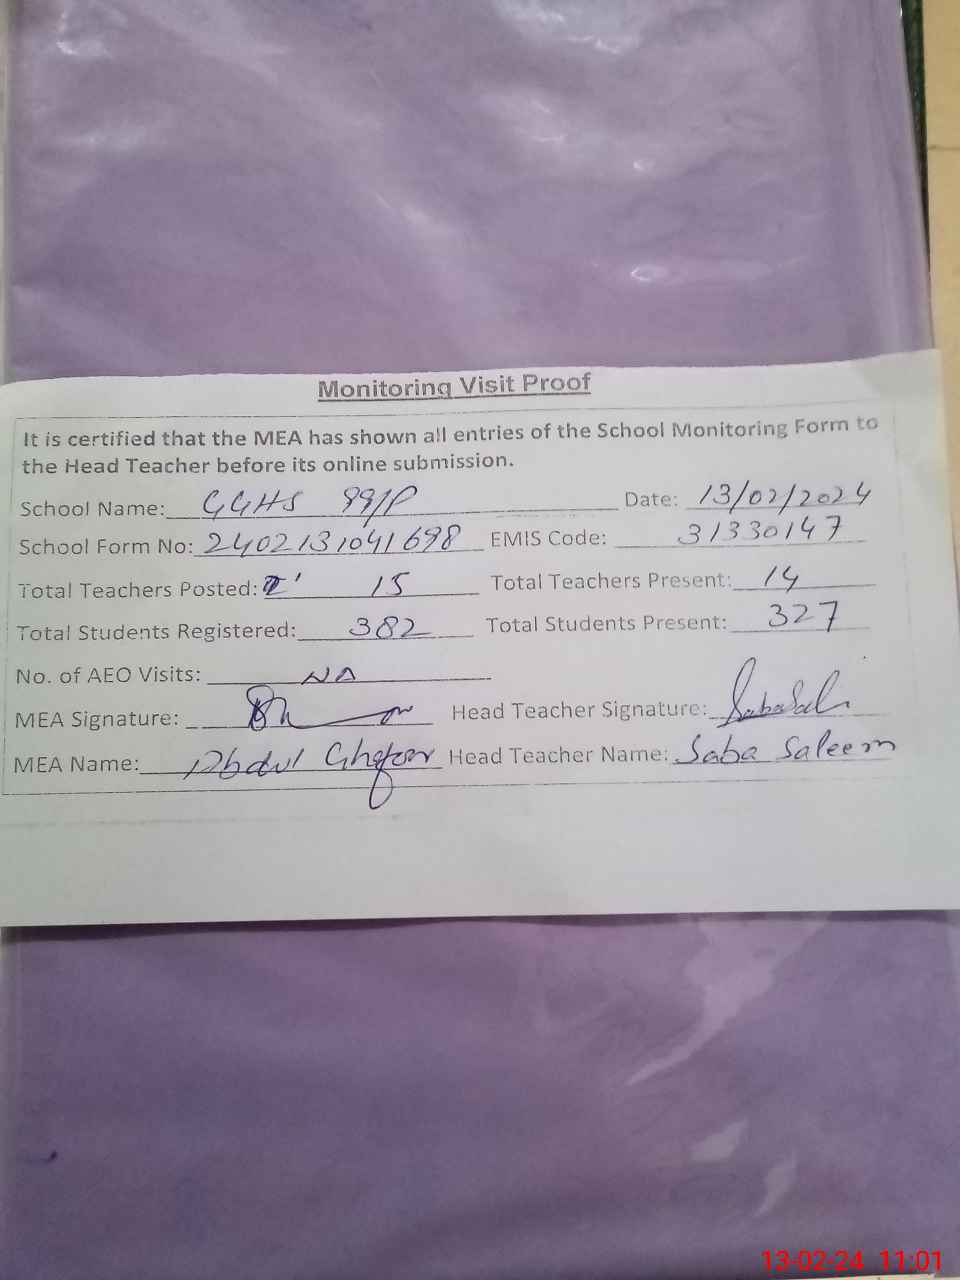 Monitoring Visit Proof
It is certified that the MEA has shown all entries of the School Monitoring Form to
the Head Teacher before its online submission.
School Name: GGHS 99/P Date: 13/02/2024
School Form No: 2402131041698 EMIS Code: 31330147
Total Teachers Posted: 15 Total Teachers Present: 14
Total Students Registered: 382 Total Students Present: 327
No. of AEO Visits: NA
MEA Signature: Head Teacher Signature: SabaSal
MEA Name: Abdul Ghafoor Head Teacher Name: Saba Saleem
13-02-24 11:01